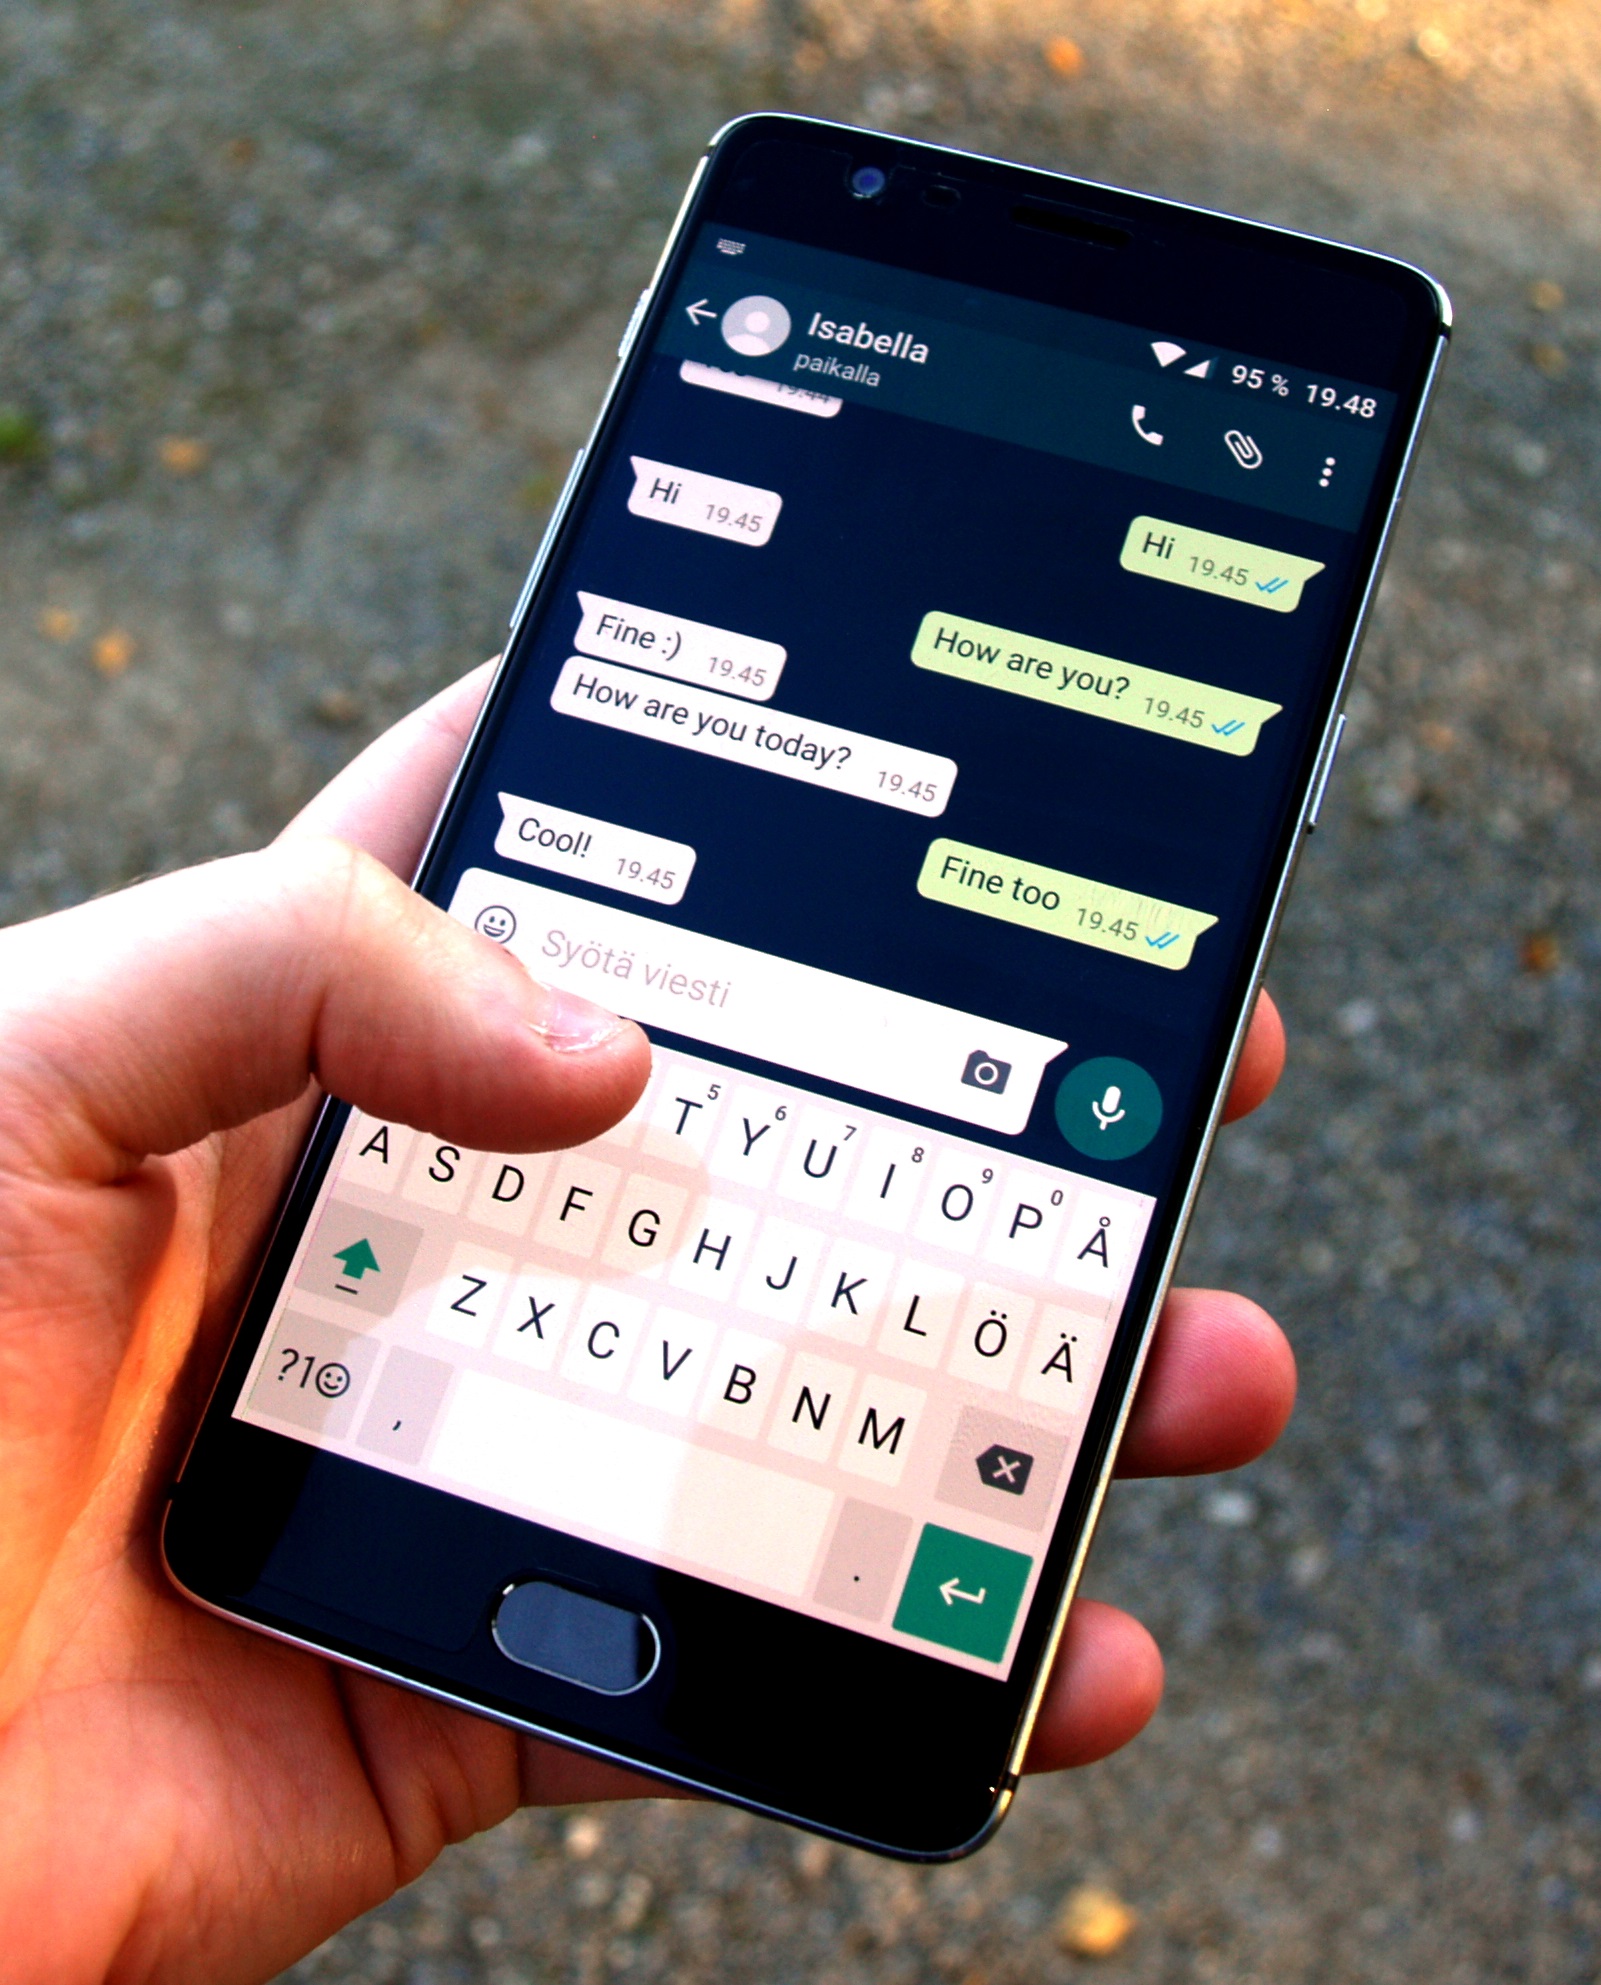 95 % 19.48
Isabella
paikalla
19.44
Hi 19.45
Hi 19.45
How are you? 19.45
Fine :) 19.45
How are you today? 19.45
Fine too 19.45
Cool! 19.45
Syötä viesti
T 5 Y 6 U 7 I 8 O 9 P 0 Å
A S D F G H J K L Ö Ä
Z X C V B N M
?1 , .